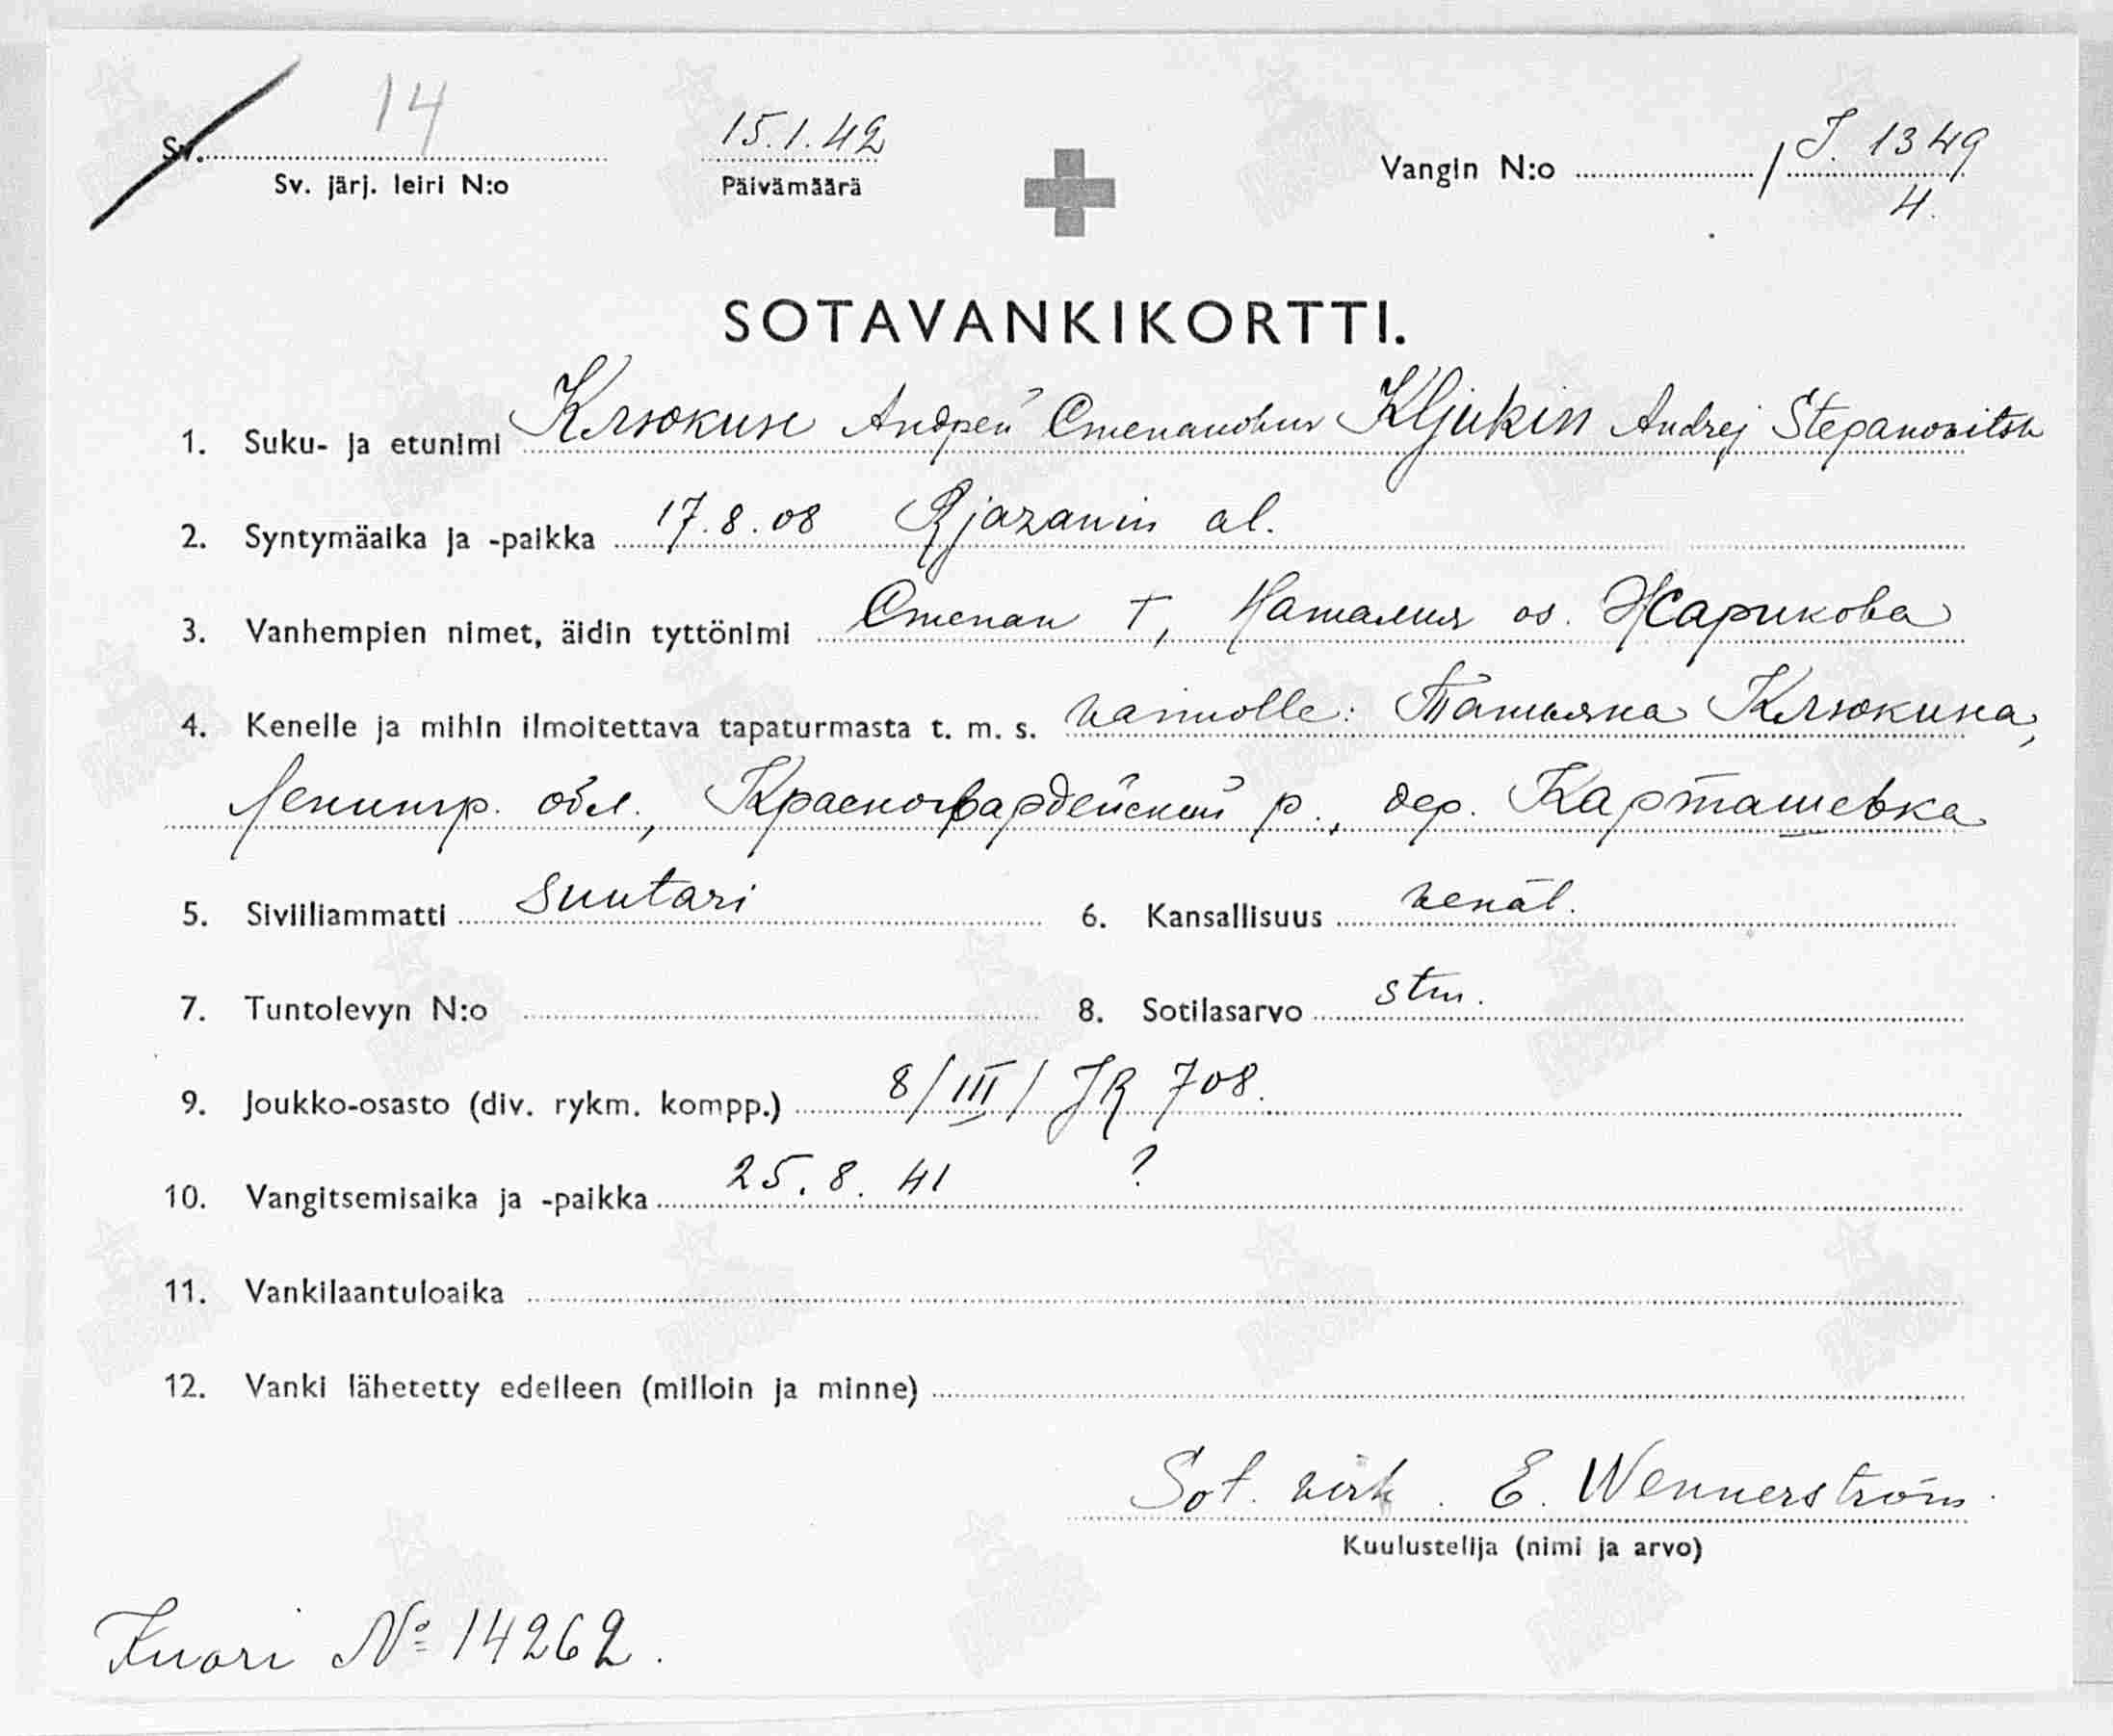 Sv. 14 15.1.42 Vangin N:o / J. 1349
Sv. järj. leiri N:o Päivämäärä 4.
SOTAVANKIKORTTI.
1. Suku- ja etunimi Клюкин Андрей Степанович Kljukin Andrej Stepanovitsh
2. Syntymäaika ja -paikka 17.8.08 Rjazanin al.
3. Vanhempien nimet, äidin tyttönimi Степан †, Наталия os. Жарикова
4. Kenelle ja mihin ilmoitettava tapaturmasta t. m. s. vaimolle: Татьяна Клюкина,
Ленингр. обл., Красногвардейский р., дер. Карташевка
5. Siviiliammatti suutari 6. Kansallisuus venäl.
7. Tuntolevyn N:o 8. Sotilasarvo stm.
9. Joukko-osasto (div. rykm. kompp.) 8/III/JR 708.
10. Vangitsemisaika ja -paikka 25.8.41 ?
11. Vankilaantuloaika
12. Vanki lähetetty edelleen (milloin ja minne)
Sot. virk. E. Wennerström.
Kuulustelija (nimi ja arvo)
Kuori № 14262.